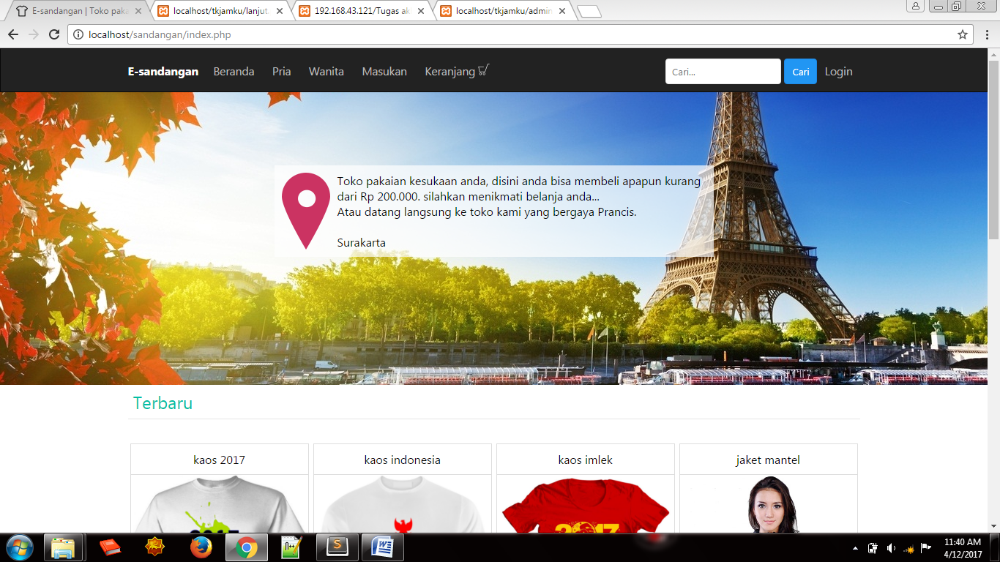 E-sandangan | Toko paka
localhost/tkjamku/lanjut
192.168.43.121/Tugas ak
localhost/tkjamku/admin
localhost/sandangan/index.php
E-sandangan Beranda Pria Wanita Masukan Keranjang Cari... Cari Login
Toko pakaian kesukaan anda, disini anda bisa membeli apapun kurang
dari Rp 200.000. silahkan menikmati belanja anda...
Atau datang langsung ke toko kami yang bergaya Prancis.
Surakarta
Terbaru
kaos 2017
kaos indonesia
kaos imlek
jaket mantel
2017
11:40 AM
4/12/2017